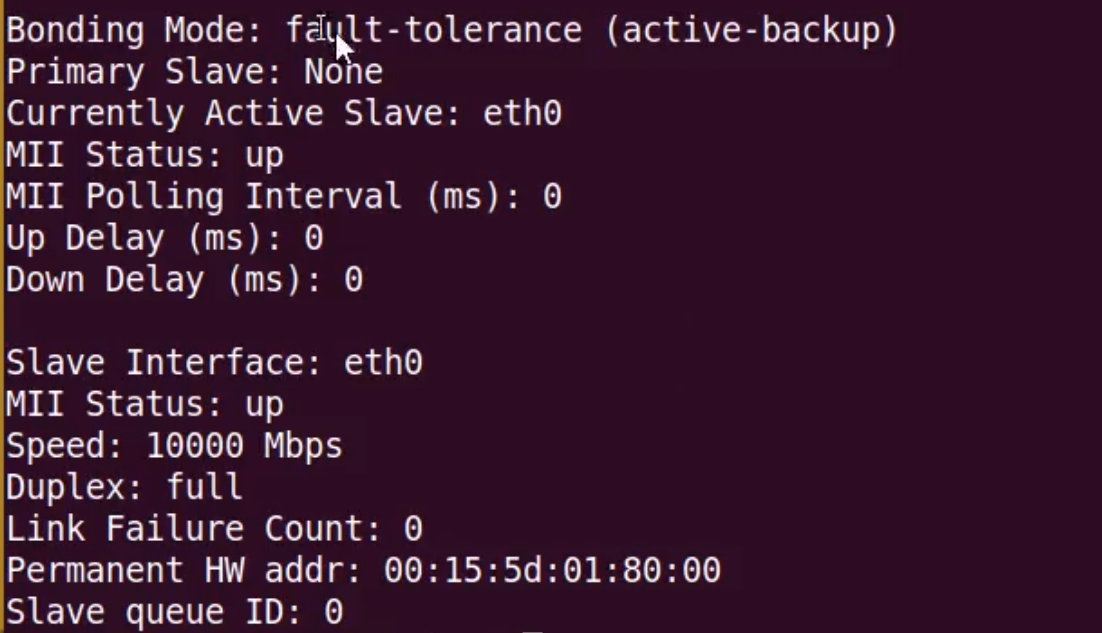 Bonding Mode: fault-tolerance (active-backup)
Primary Slave: None
Currently Active Slave: eth0
MII Status: up
MII Polling Interval (ms): 0
Up Delay (ms): 0
Down Delay (ms): 0
Slave Interface: eth0
MII Status: up
Speed: 10000 Mbps
Duplex: full
Link Failure Count: 0
Permanent HW addr: 00:15:5d:01:80:00
Slave queue ID: 0